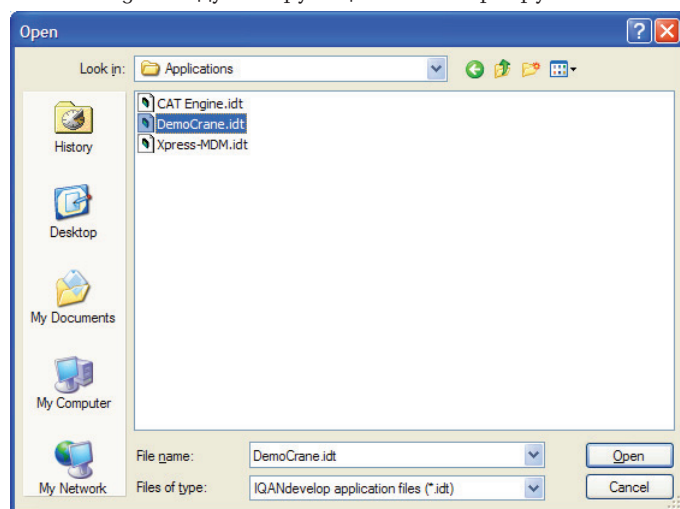 Open
Look in: Applications
CAT Engine.idt
DemoCrane.idt
Xpress-MDM.idt
History
Desktop
My Documents
My Computer
My Network
File name: DemoCrane.idt Open
Files of type: IQANdevelop application files (*.idt) Cancel